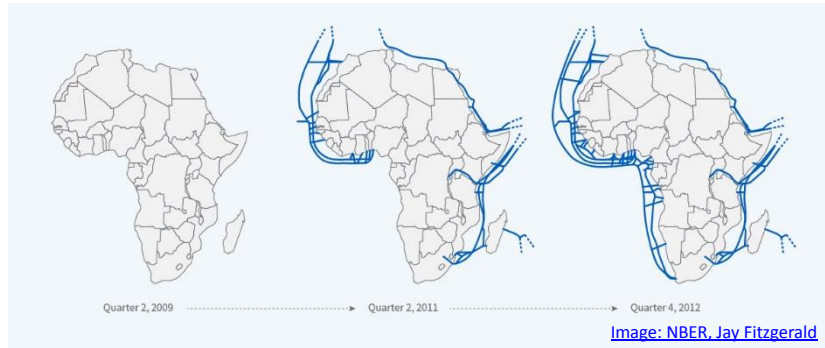 Quarter 2, 2009
Quarter 2, 2011
Quarter 4, 2012
Image: NBER, Jay Fitzgerald